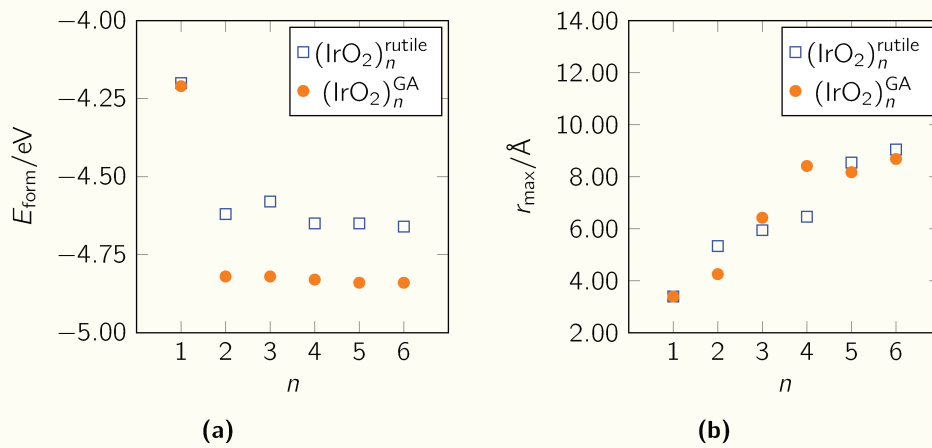 −4.00
−4.25
−4.50
−4.75
−5.00
E_form/eV
1 2 3 4 5 6
n
(IrO₂)ₙ^rutile
(IrO₂)ₙ^GA
(a)
14.00
12.00
10.00
8.00
6.00
4.00
2.00
r_max/Å
1 2 3 4 5 6
n
(IrO₂)ₙ^rutile
(IrO₂)ₙ^GA
(b)